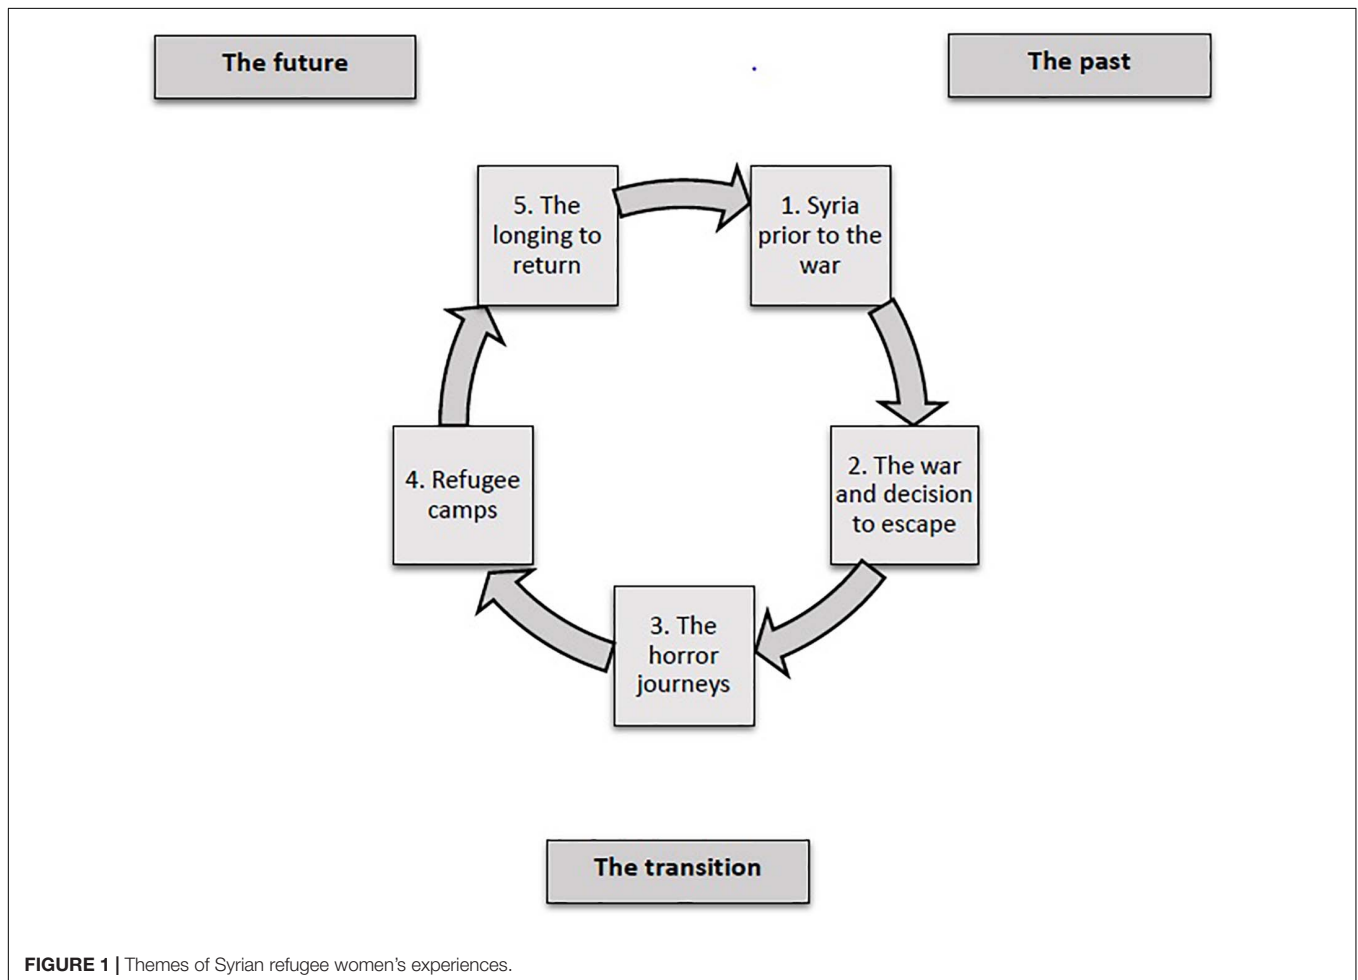 The future
The past
5. The
longing to
return
1. Syria
prior to the
war
4. Refugee
camps
2. The war
and decision
to escape
3. The
horror
journeys
The transition
FIGURE 1 | Themes of Syrian refugee women’s experiences.